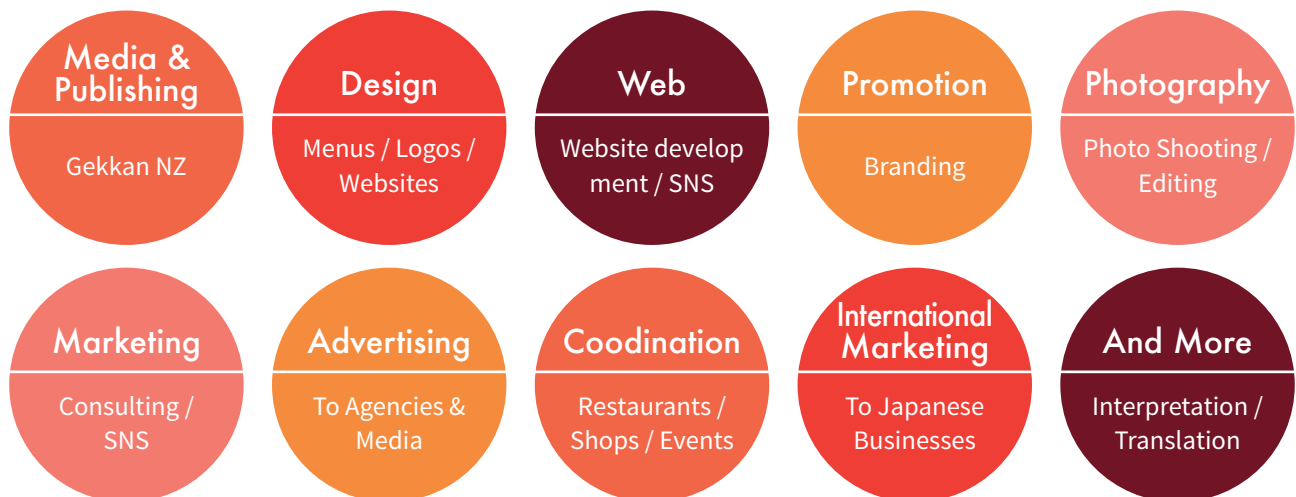 Media &
Publishing
Gekkan NZ
Design
Menus / Logos /
Websites
Web
Website develop
ment / SNS
Promotion
Branding
Photography
Photo Shooting /
Editing
Marketing
Consulting /
SNS
Advertising
To Agencies &
Media
Coodination
Restaurants /
Shops / Events
International
Marketing
To Japanese
Businesses
And More
Interpretation /
Translation